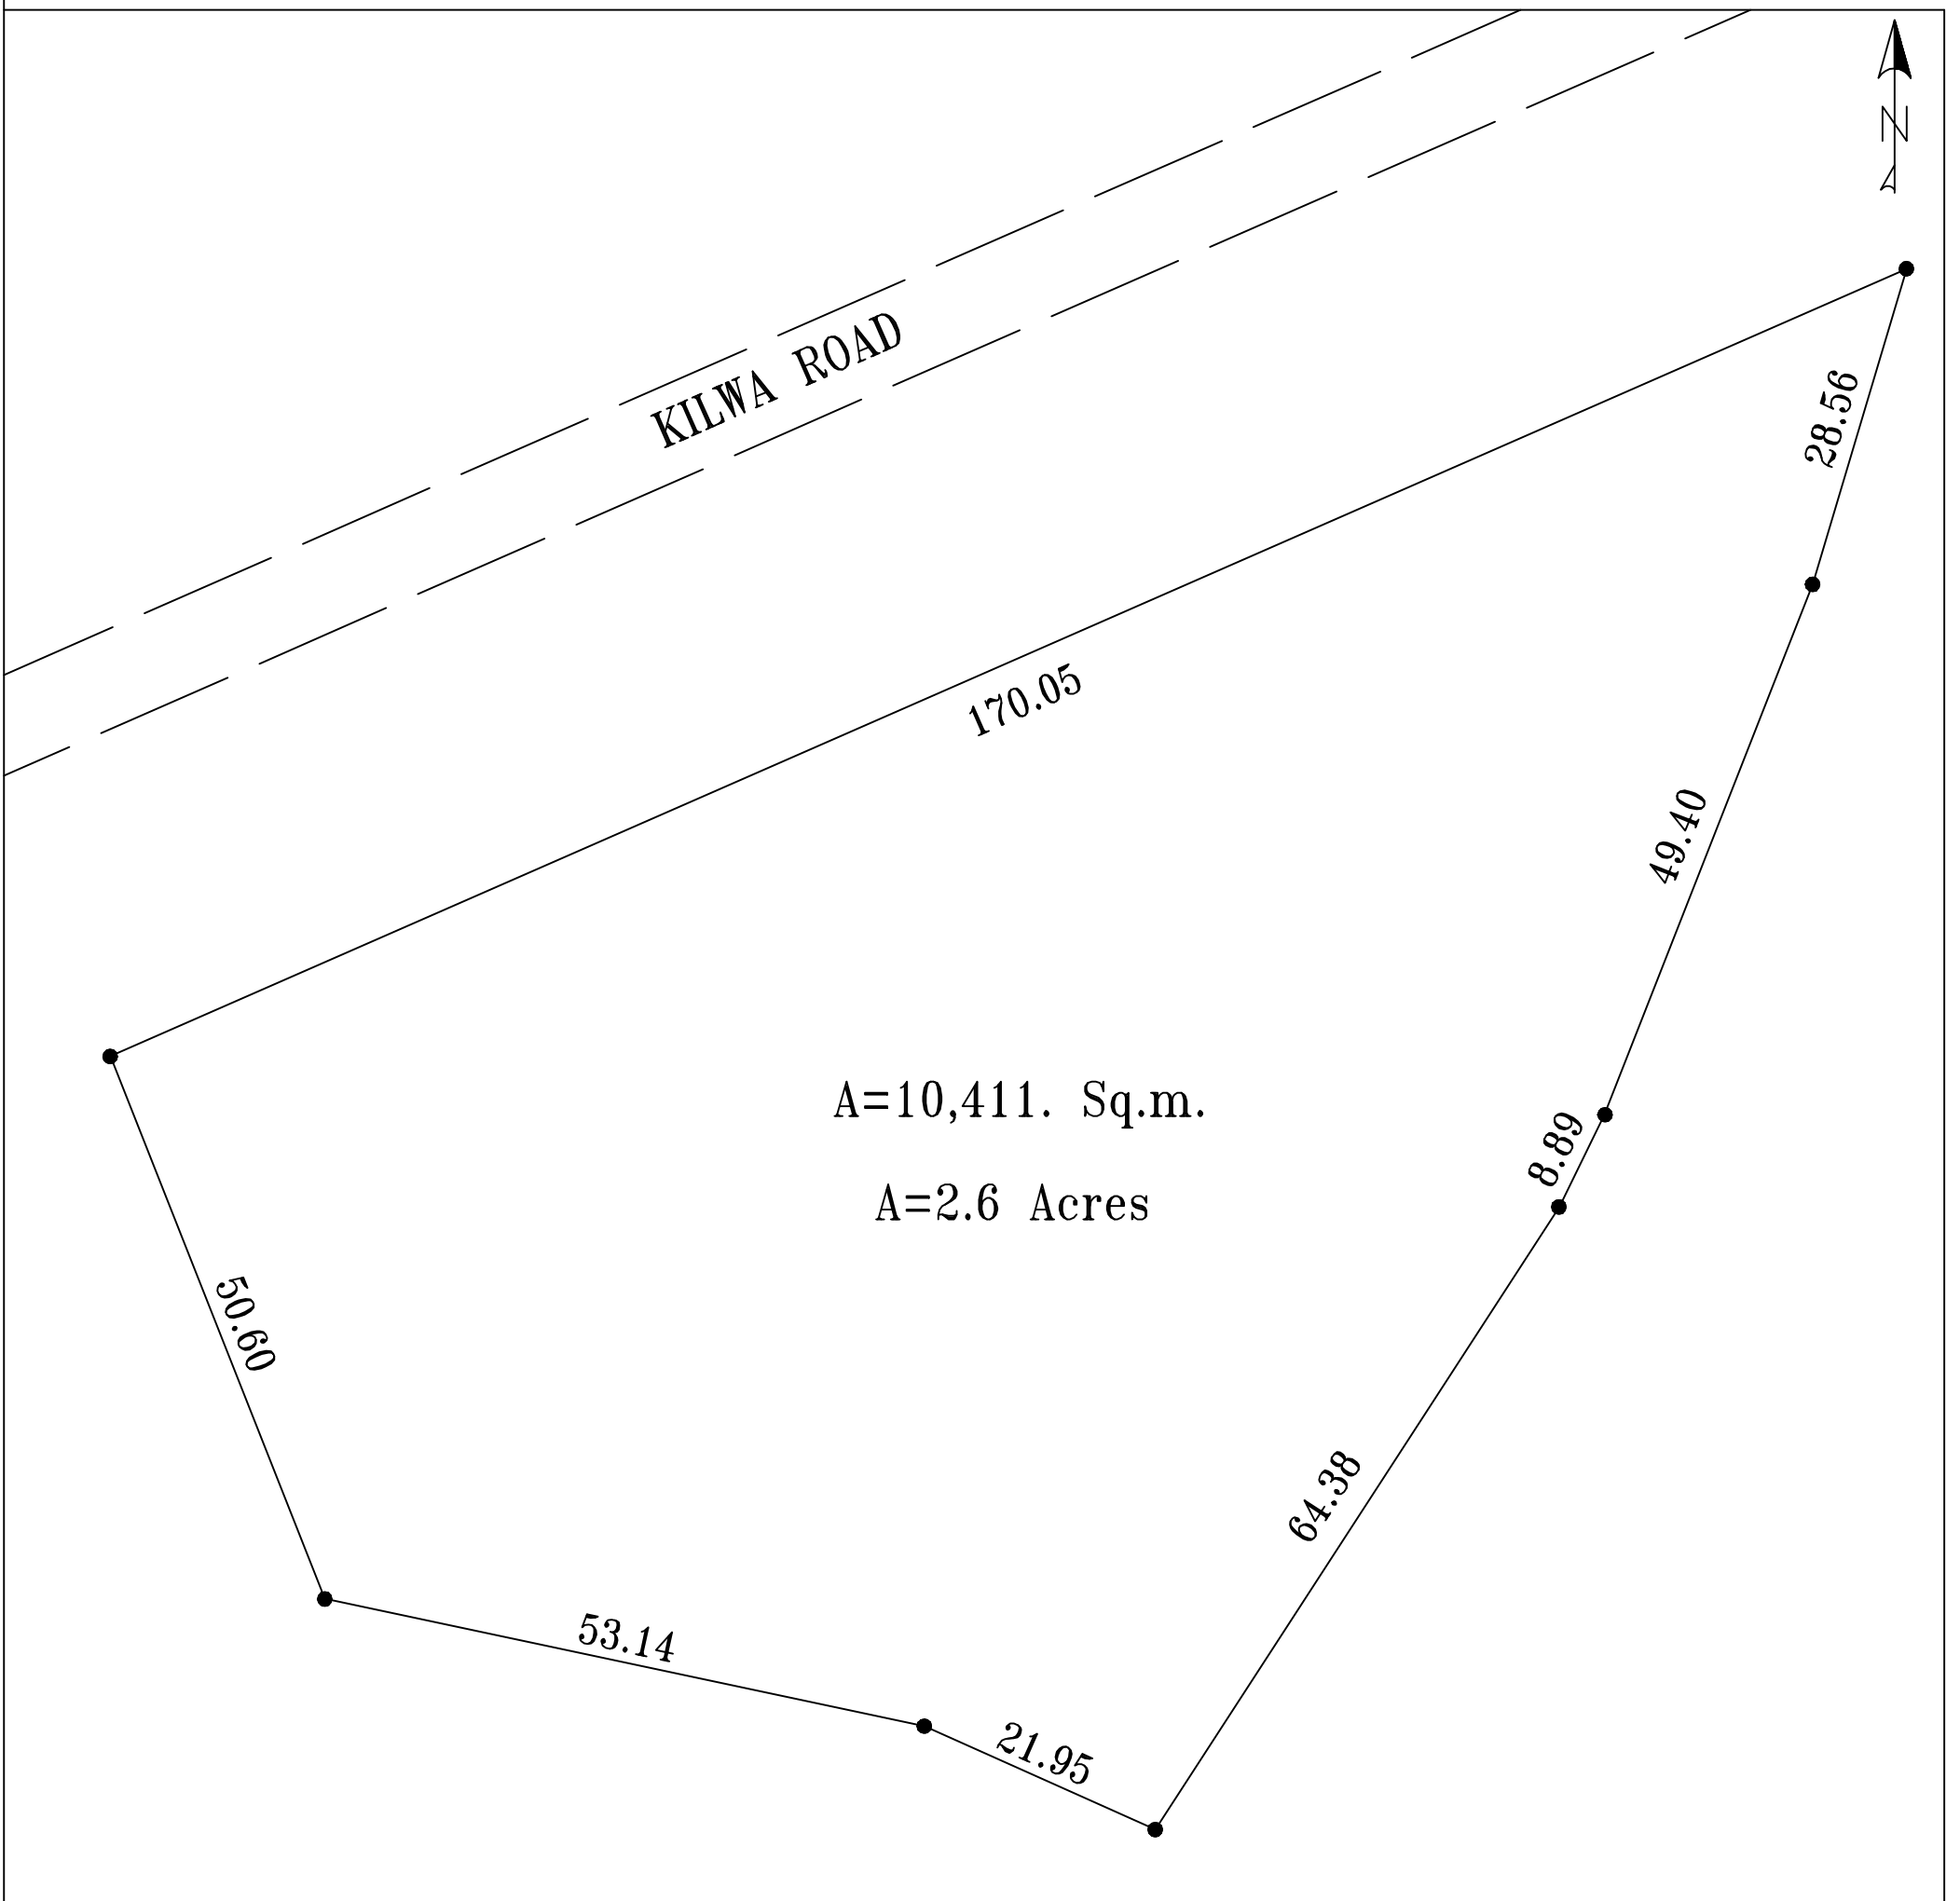 N
KILWA ROAD
28.56
170.05
49.40
A=10,411. Sq.m.
8.89
A=2.6 Acres
50.60
64.38
53.14
21.95